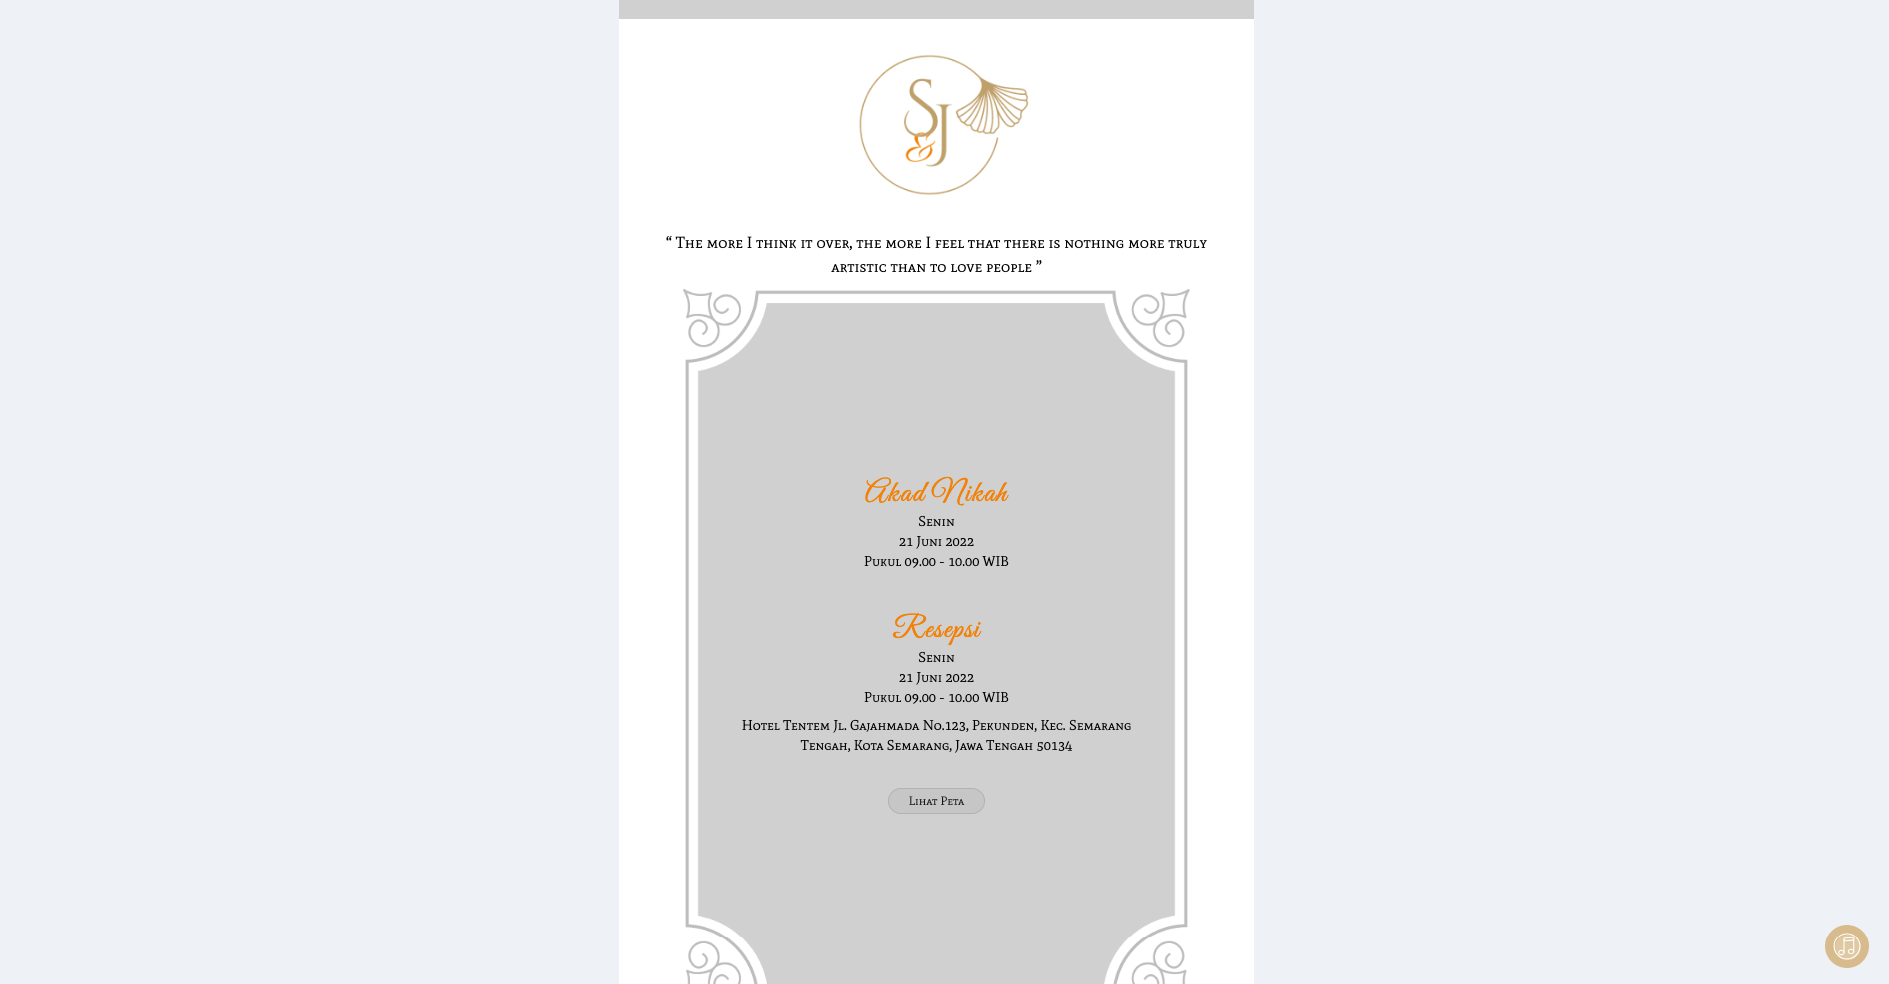 S&J
“ The more I think it over, the more I feel that there is nothing more truly
artistic than to love people ”
Akad Nikah
Senin
21 Juni 2022
Pukul 09.00 - 10.00 WIB
Resepsi
Senin
21 Juni 2022
Pukul 09.00 - 10.00 WIB
Hotel Tentem Jl. Gajahmada No.123, Pekunden, Kec. Semarang
Tengah, Kota Semarang, Jawa Tengah 50134
Lihat Peta